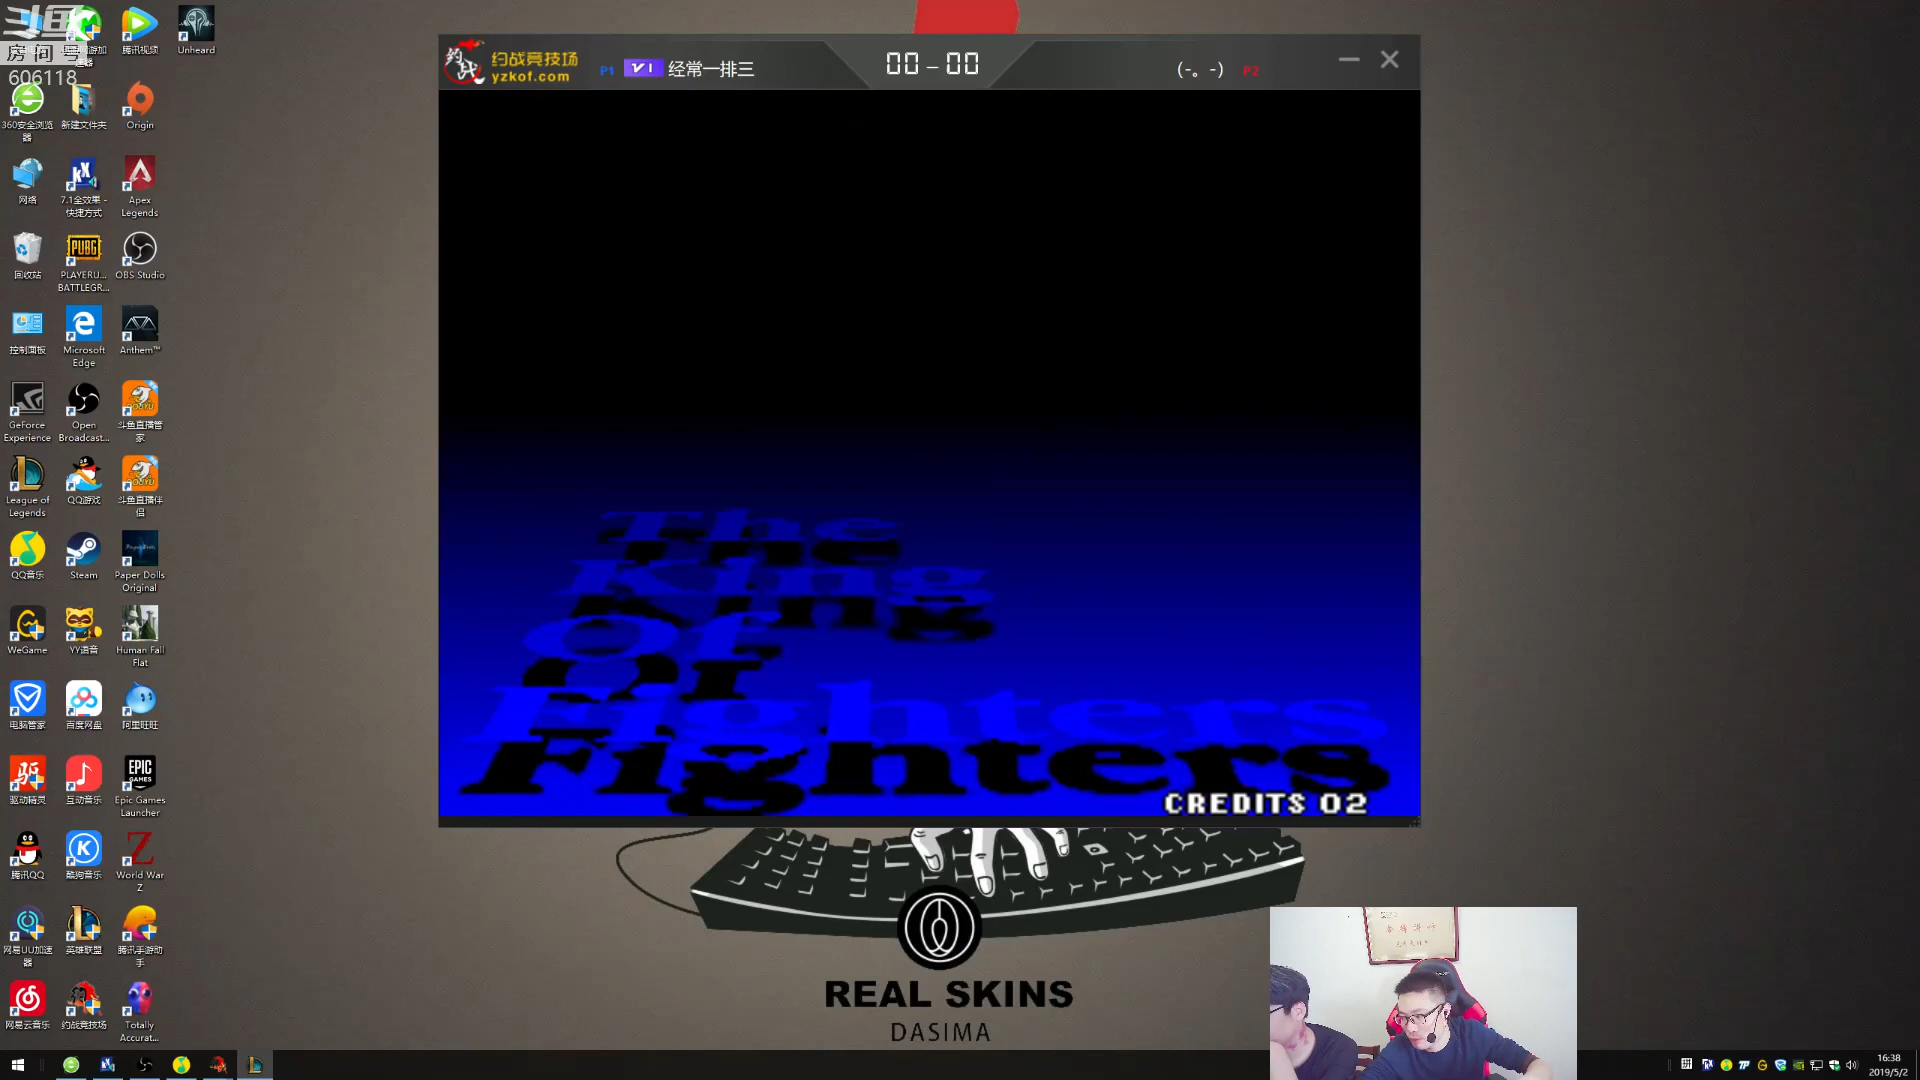 斗鱼
房间号
606118
腾讯视频
Unheard
360安全浏览器
新建文件夹
Origin
网络
7.1全效果 -
快捷方式
Apex
Legends
回收站
PUBG
PLAYERU...
BATTLEGR...
OBS Studio
控制面板
Microsoft
Edge
Anthem™
GeForce
Experience
Open
Broadcast...
斗鱼直播管家
League of
Legends
QQ游戏
斗鱼直播伴侣
QQ音乐
Steam
Paper Dolls
Original
WeGame
YY语音
Human Fall
Flat
电脑管家
百度网盘
阿里旺旺
驱动精灵
互动音乐
EPIC
GAMES
Epic Games
Launcher
腾讯QQ
酷狗音乐
World War
Z
网易UU加速器
英雄联盟
腾讯手游助手
网易云音乐
约战竞技场
Totally
Accurat...
约战
约战竞技场
yzkof.com
P1
V1
经常一排三
00 – 00
(-。-)
P2
The
King
Of
Fighters
CREDITS 02
REAL SKINS
DASIMA
16:38
2019/5/2